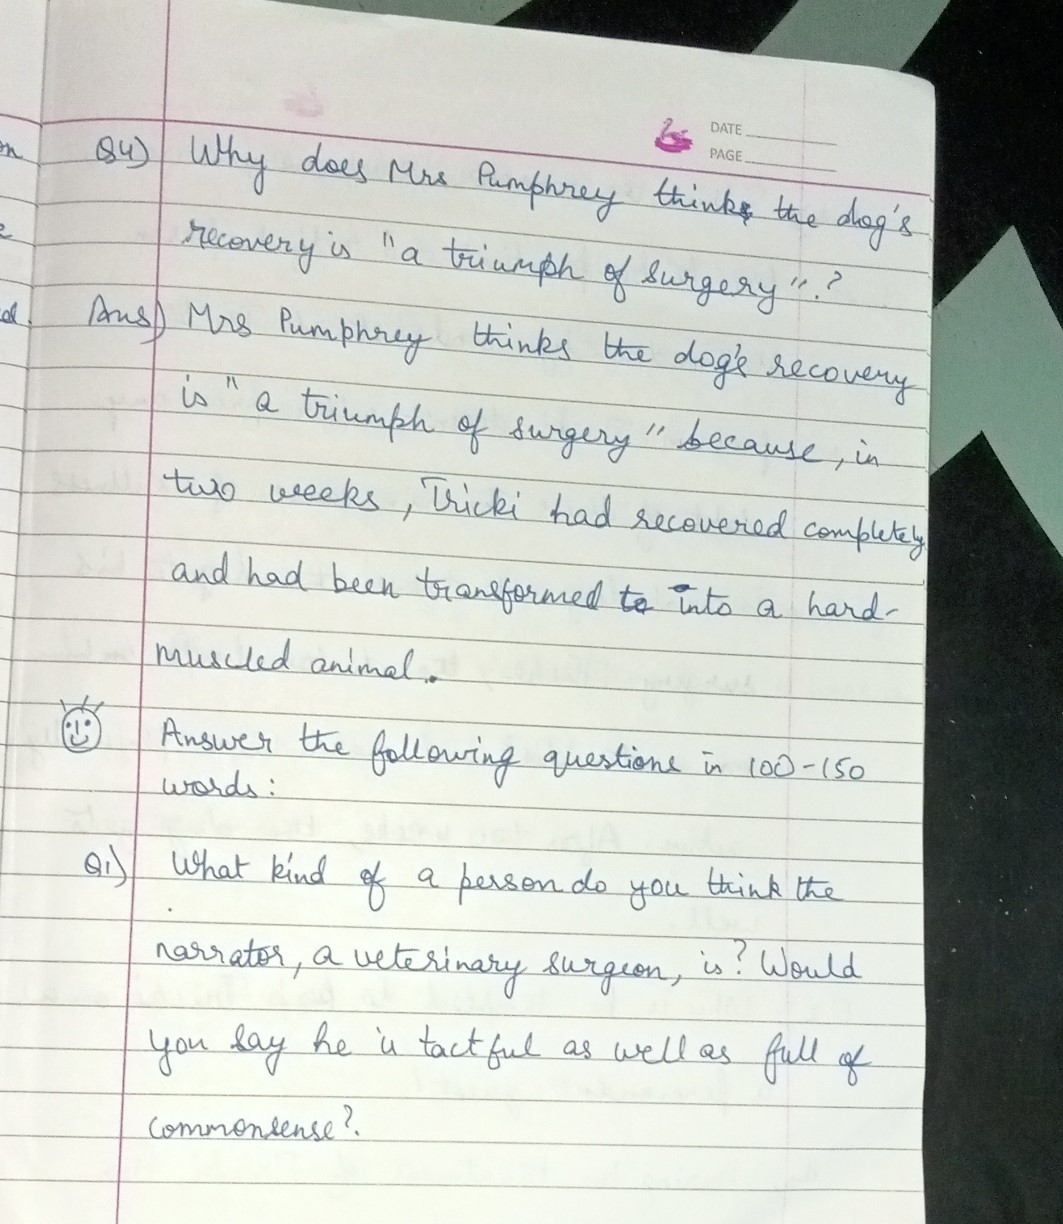 DATE
PAGE
Q4) Why does Mrs Pumphrey think the dog's
recovery is "a triumph of surgery".?
Ans) Mrs Pumphrey thinks the dog's recovery
is "a triumph of surgery" because, in
two weeks, Tricki had recovered completely
and had been transformed to into a hard-
muscled animal.
Answer the following questions in 100-150
words:
Q1) What kind of a person do you think the
narrator, a veterinary surgeon, is? Would
you say he is tactful as well as full of
commonsense?.